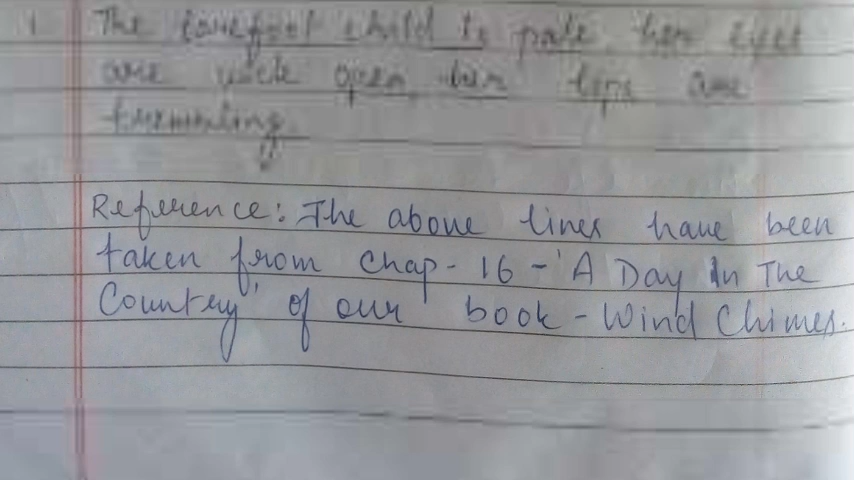 1 The barefoot child is pale, her eyes
are wide open, her lips are
trembling.
Reference: The above lines have been
taken from Chap - 16 - 'A Day In The
Country' of our book - Wind Chimes.